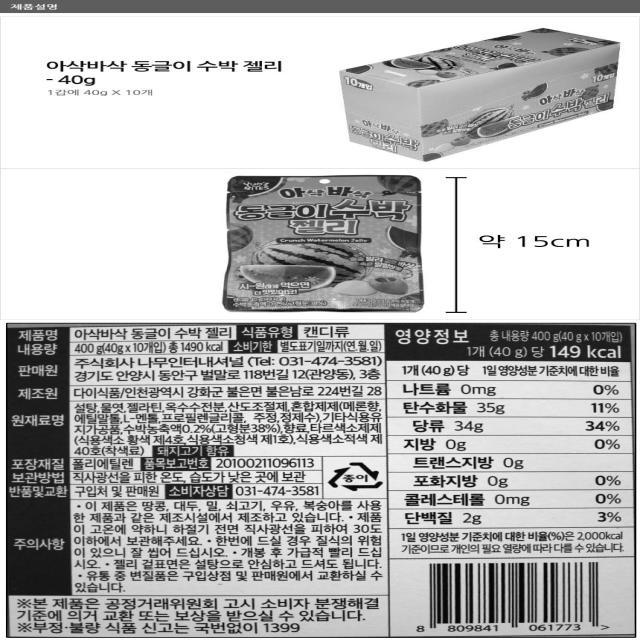 제품설명
아삭바삭 동글이 수박 젤리
- 40g
1갑에 40g X 10개
10개입
10개입
아삭바삭
동글이수박
젤리
아삭바삭
동글이수박
젤리
Crunch Watermelon Jelly
시~원하게 먹으면
약 15cm
제품명 아삭바삭 동글이 수박 젤리 식품유형 캔디류
내용량 400 g(40g x 10개입) 총 1490 kcal 소비기한 별도표기일까지(연.월.일)
판매원 주식회사 나무인터내셔널 (Tel: 031-474-3581)
경기도 안양시 동안구 벌말로 118번길 12(관양동), 3층
제조원 다이식품/인천광역시 강화군 불은면 불은남로 224번길 28
원재료명 설탕,물엿,젤라틴,옥수수전분,산도조절제,혼합제제(메론향,
에틸말톨,L-멘톨,프로필렌글리콜, 주정,정제수),기타식용유
지가공품,수박농축액0.2%(고형분38%),향료,타르색소제제
(식용색소 황색 제4호,식용색소청색 제1호),식용색소적색 제
40호(착색료) 돼지고기 함유
포장재질 폴리에틸렌 품목보고번호 20100211096113
보관방법 직사광선을 피한 온도, 습도가 낮은 곳에 보관
반품및교환 구입처 및 판매원 소비자상담 031-474-3581
종이
주의사항 • 이 제품은 땅콩, 대두, 밀, 쇠고기, 우유, 복숭아를 사용
한 제품과 같은 제조시설에서 제조하고 있습니다. • 제품
이 고온에 약하니 하절기 전면 직사광선을 피하여 30도
이하에서 보관해주세요. • 한번에 드실 경우 질식의 위험
이 있으니 잘 씹어 드십시오. • 개봉 후 가급적 빨리 드십
시오. • 젤리 겉표면은 설탕으로 안심하고 드셔도 됩니다.
• 유통 중 변질품은 구입상점 및 판매원에서 교환하실 수
있습니다.
※본 제품은 공정거래위원회 고시 소비자 분쟁해결
기준에 의거 교환 또는 보상을 받으실 수 있습니다.
※부정·불량 식품 신고는 국번없이 1399
영양정보 총 내용량 400 g(40 g x 10개입)
1개 (40 g) 당 149 kcal
1개 (40 g) 당 1일 영양성분 기준치에 대한 비율
나트륨 0mg 0%
탄수화물 35g 11%
당류 34g 34%
지방 0g 0%
트랜스지방 0g
포화지방 0g 0%
콜레스테롤 0mg 0%
단백질 2g 3%
1일 영양성분 기준치에 대한 비율(%)은 2,000kcal
기준이므로 개인의 필요 열량에 따라 다를 수 있습니다.
8 809841 061773 >